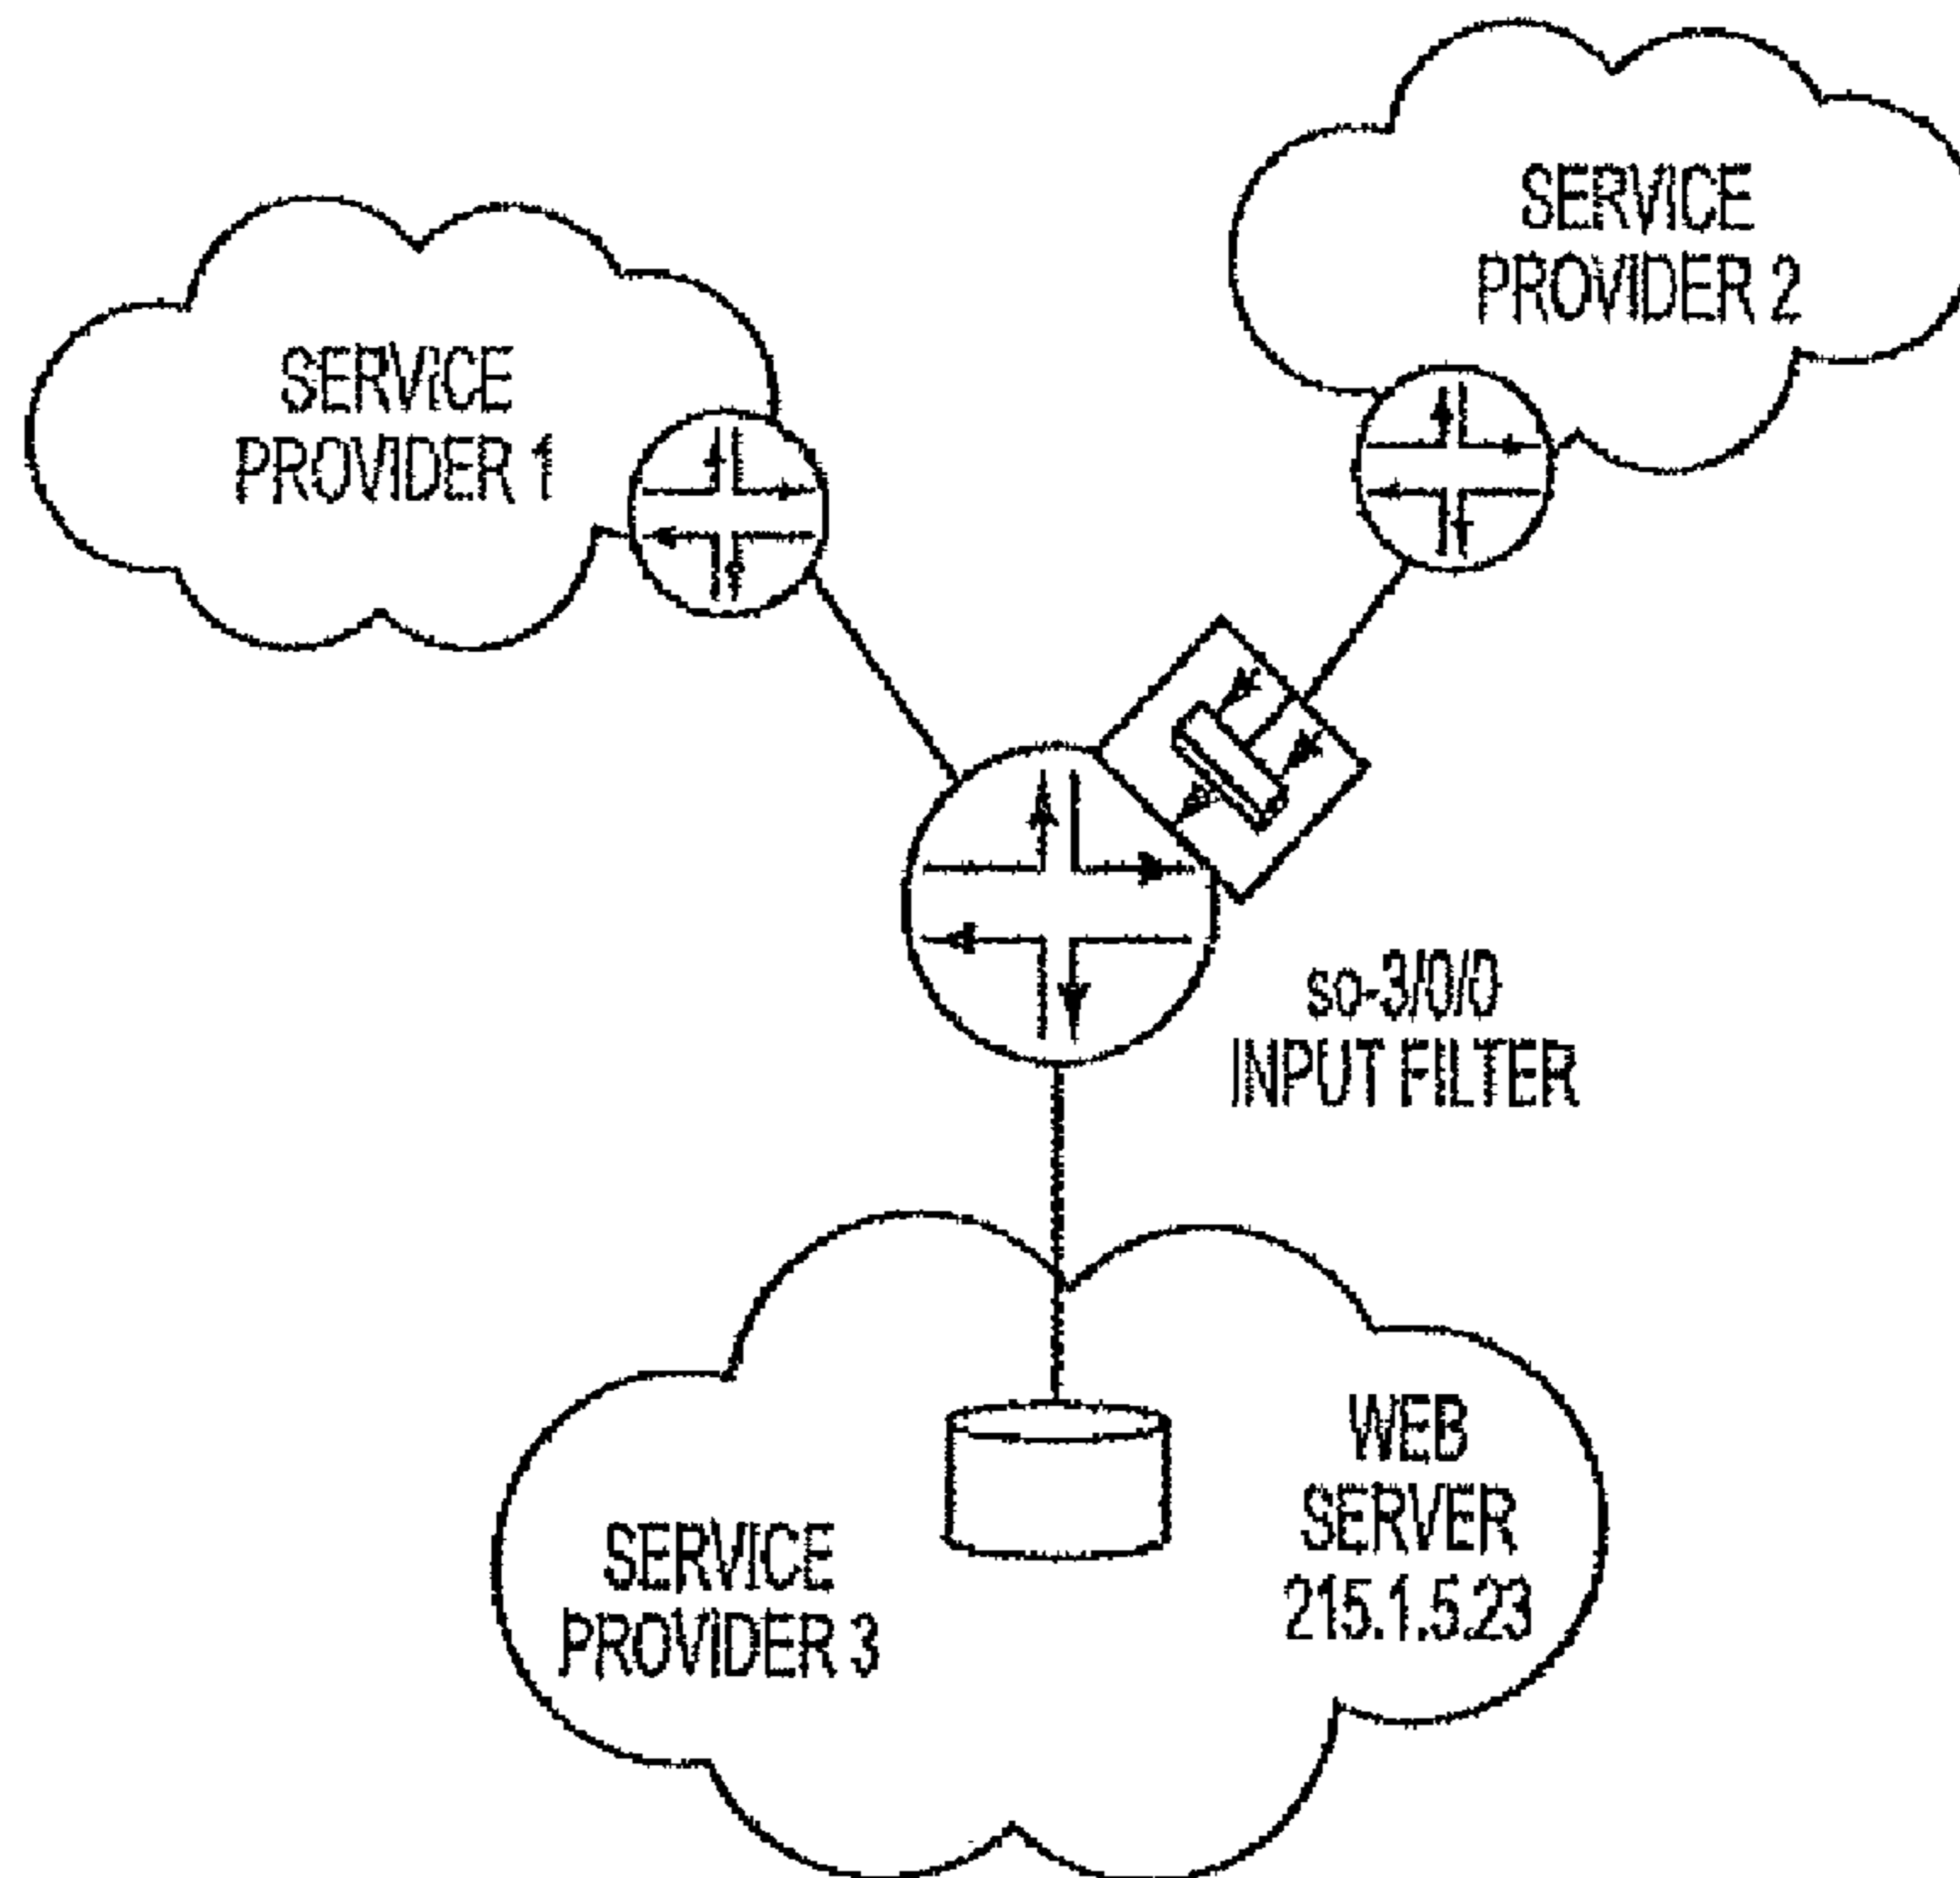 SERVICE
PROVIDER 1
SERVICE
PROVIDER 2
so-3/0/0
INPUT FILTER
SERVICE
PROVIDER 3
WEB
SERVER
215.1.5.23